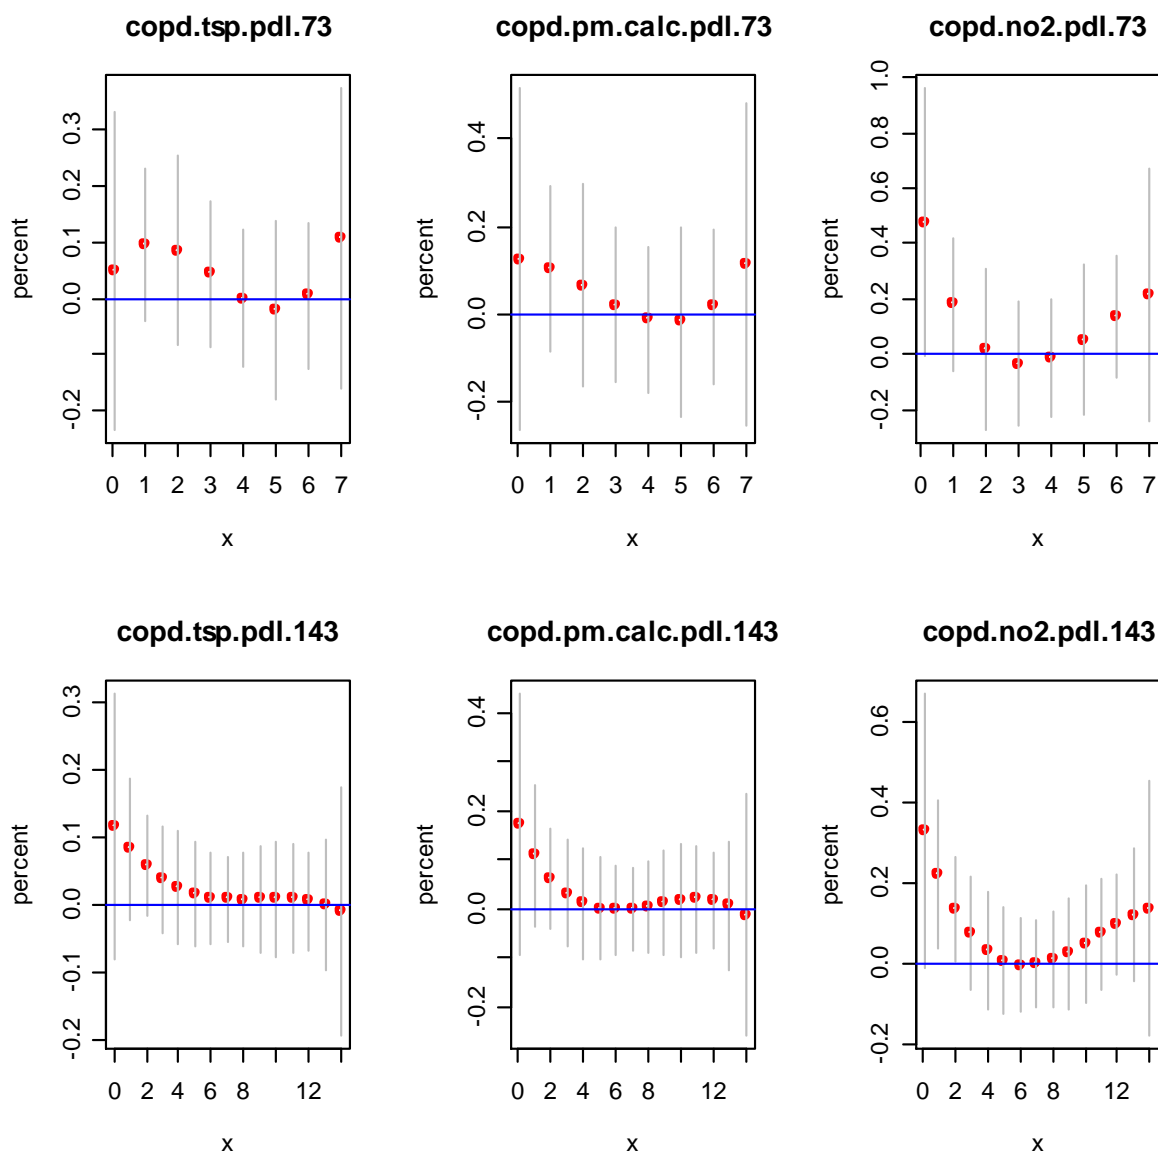 copd.tsp.pdl.73
percent
0.3
0.2
0.1
0.0
-0.2
0 1 2 3 4 5 6 7
x
copd.pm.calc.pdl.73
percent
0.4
0.2
0.0
-0.2
0 1 2 3 4 5 6 7
x
copd.no2.pdl.73
percent
1.0
0.8
0.6
0.4
0.2
0.0
-0.2
0 1 2 3 4 5 6 7
x
copd.tsp.pdl.143
percent
0.3
0.2
0.1
0.0
-0.1
-0.2
0 2 4 6 8 12
x
copd.pm.calc.pdl.143
percent
0.4
0.2
0.0
-0.2
0 2 4 6 8 12
x
copd.no2.pdl.143
percent
0.6
0.4
0.2
0.0
-0.2
0 2 4 6 8 12
x